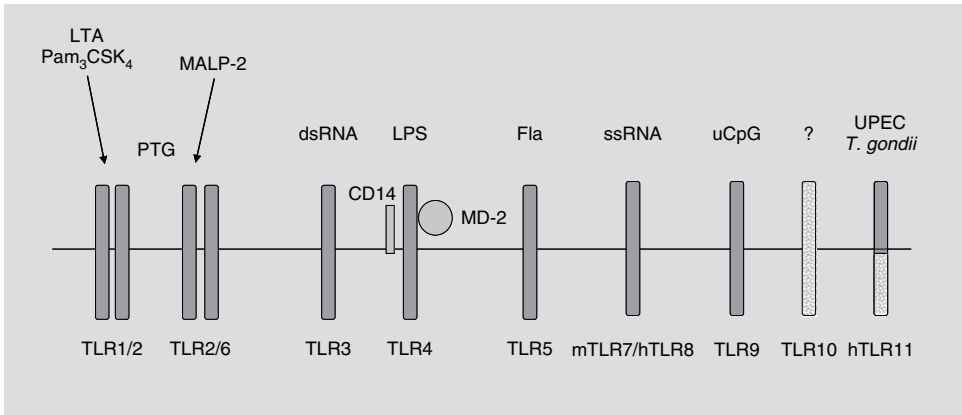 LTA
Pam₃CSK₄
MALP-2
PTG
dsRNA
LPS
Fla
ssRNA
uCpG
?
UPEC
T. gondii
CD14
MD-2
TLR1/2
TLR2/6
TLR3
TLR4
TLR5
mTLR7/hTLR8
TLR9
TLR10
hTLR11